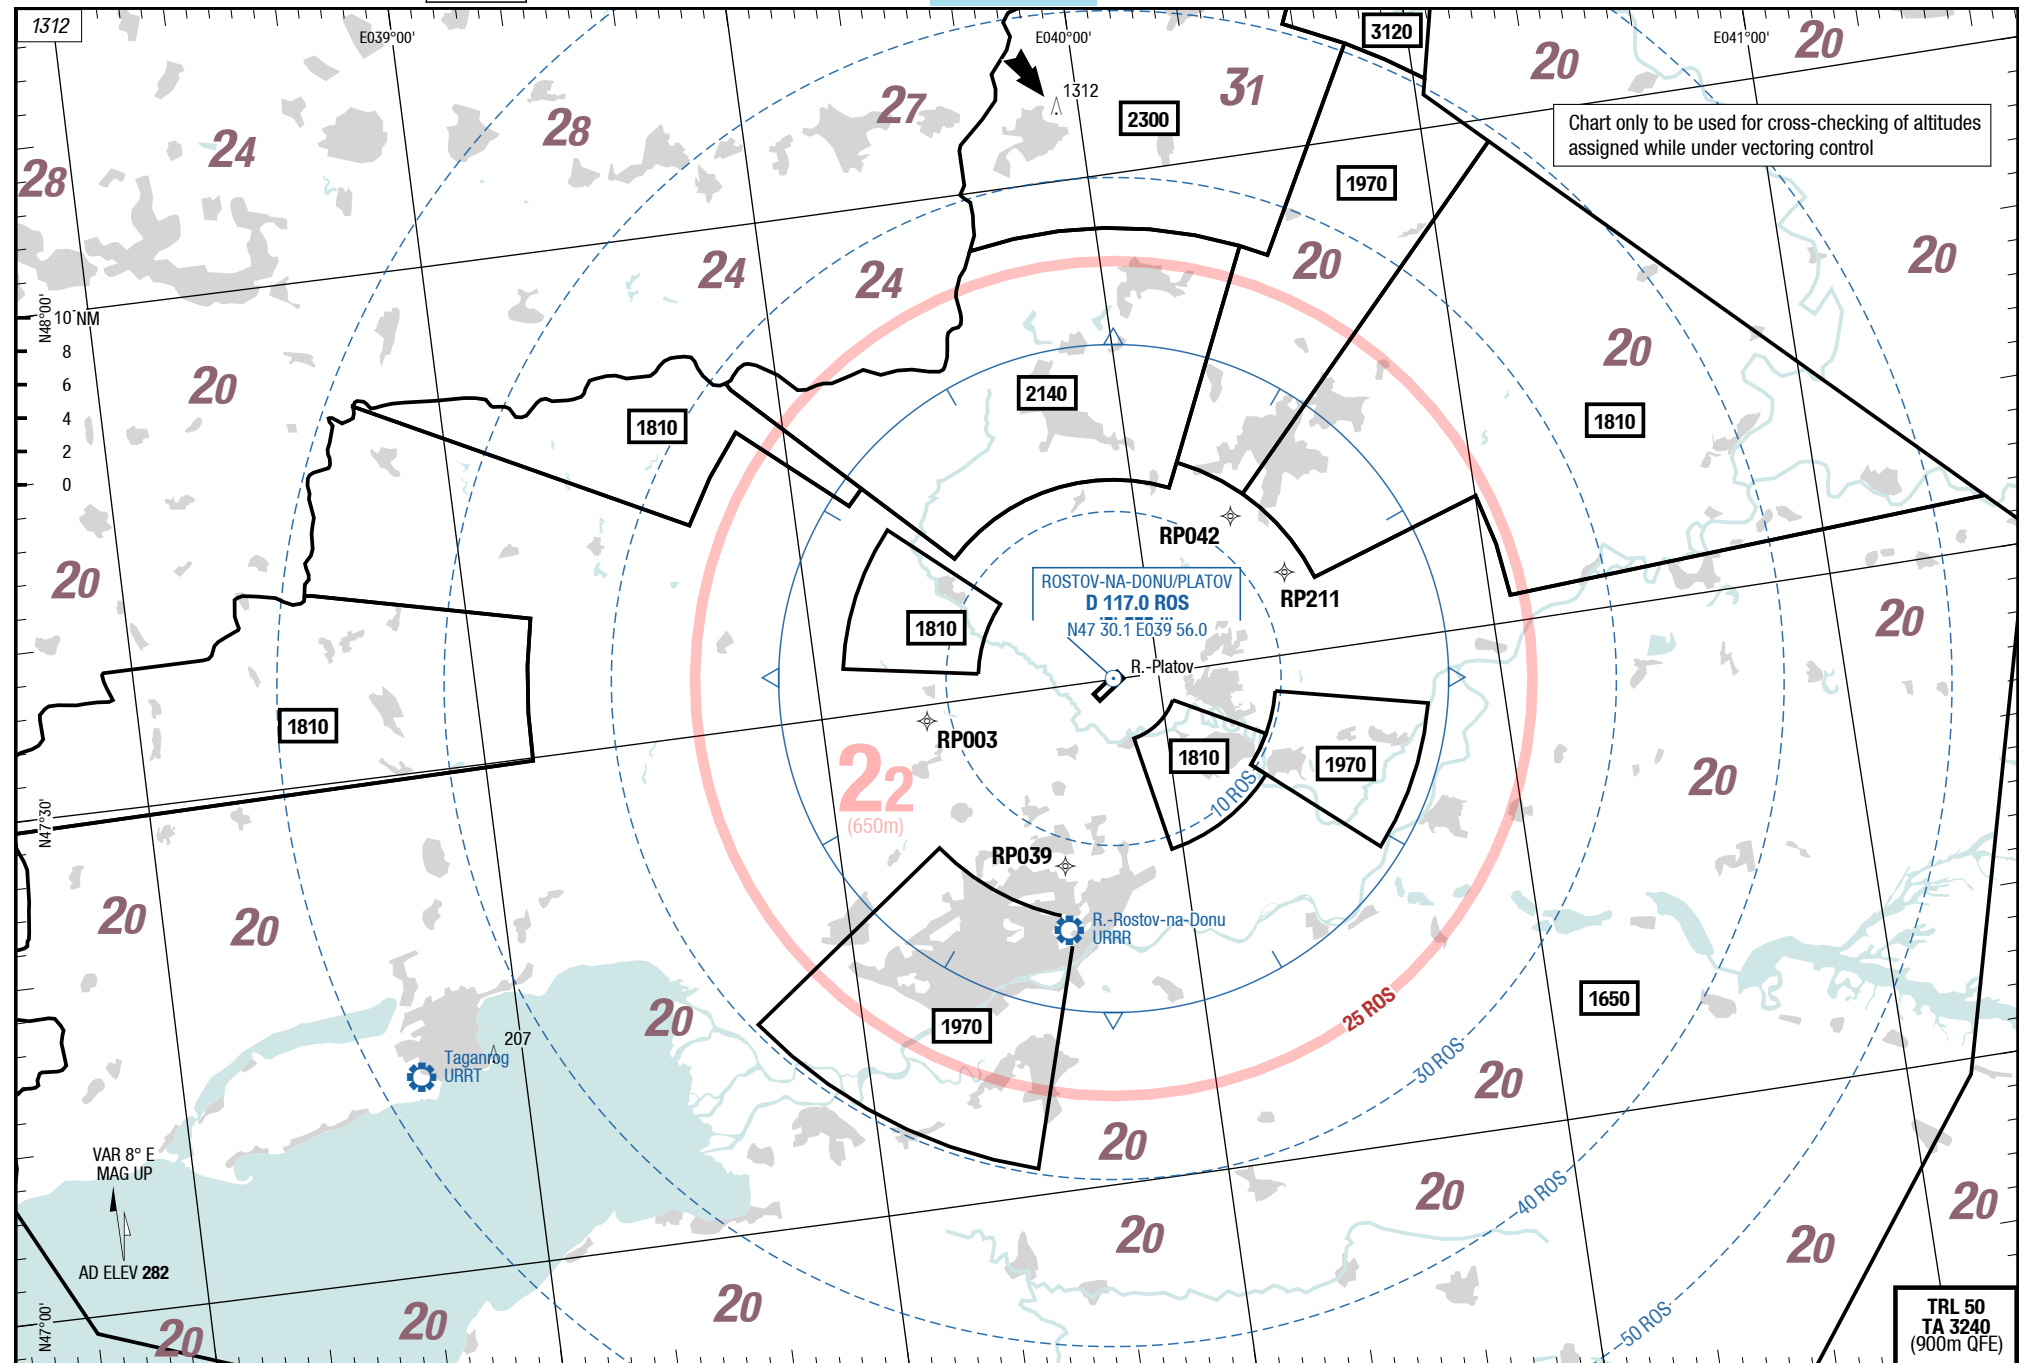 1312
E039°00'
E040°00'
3120
E041°00'
20
20
31
27
1312
2300
28
24
28
Chart only to be used for cross-checking of altitudes
assigned while under vectoring control
1970
20
24
24
20
N48°00'
10 NM
8
6
4
2
0
20
20
2140
1810
1810
RP042
20
ROSTOV-NA-DONU/PLATOV
D 117.0 ROS
N47 30.1 E039 56.0
RP211
20
1810
R.-Platov
1810
RP003
1810
1970
20
22
(650m)
10 ROS
N47°30'
RP039
20
20
R.-Rostov-na-Donu
URRR
1650
25 ROS
20
1970
207
Taganrog
URRT
30 ROS
20
20
VAR 8° E
MAG UP
20
40 ROS
20
20
20
AD ELEV 282
20
20
20
N47°00'
50 ROS
TRL 50
TA 3240
(900m QFE)